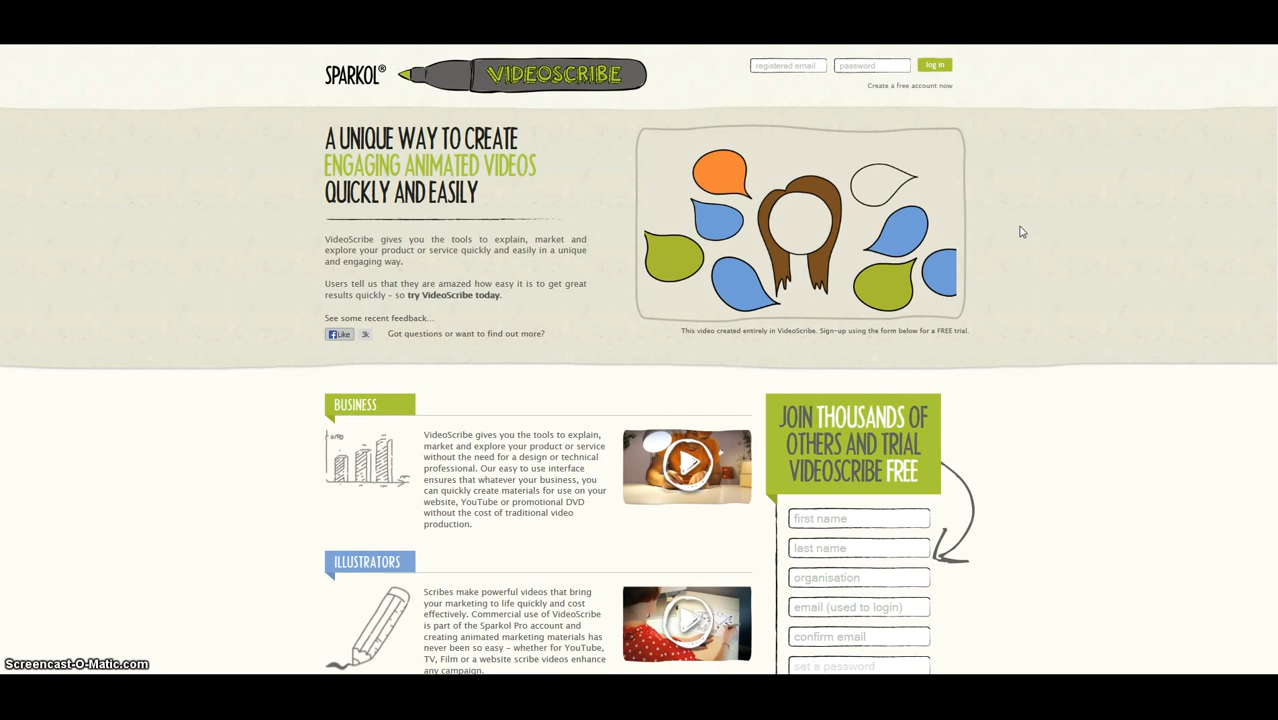 SPARKOL®
VIDEOSCRIBE
registered email
password
log in
Create a free account now
A UNIQUE WAY TO CREATE
ENGAGING ANIMATED VIDEOS
QUICKLY AND EASILY
VideoScribe gives you the tools to explain, market and
explore your product or service quickly and easily in a unique
and engaging way.
Users tell us that they are amazed how easy it is to get great
results quickly – so try VideoScribe today.
See some recent feedback...
Like
3k
Got questions or want to find out more?
This video created entirely in VideoScribe. Sign-up using the form below for a FREE trial.
BUSINESS
VideoScribe gives you the tools to explain,
market and explore your product or service
without the need for a design or technical
professional. Our easy to use interface
ensures that whatever your business, you
can quickly create materials for use on your
website, YouTube or promotional DVD
without the cost of traditional video
production.
ILLUSTRATORS
Scribes make powerful videos that bring
your marketing to life quickly and cost
effectively. Commercial use of VideoScribe
is part of the Sparkol Pro account and
creating animated marketing materials has
never been so easy – whether for YouTube,
TV, Film or a website scribe videos enhance
any campaign.
JOIN THOUSANDS OF
OTHERS AND TRIAL
VIDEOSCRIBE FREE
first name
last name
organisation
email (used to login)
confirm email
set a password
Screencast-O-Matic.com